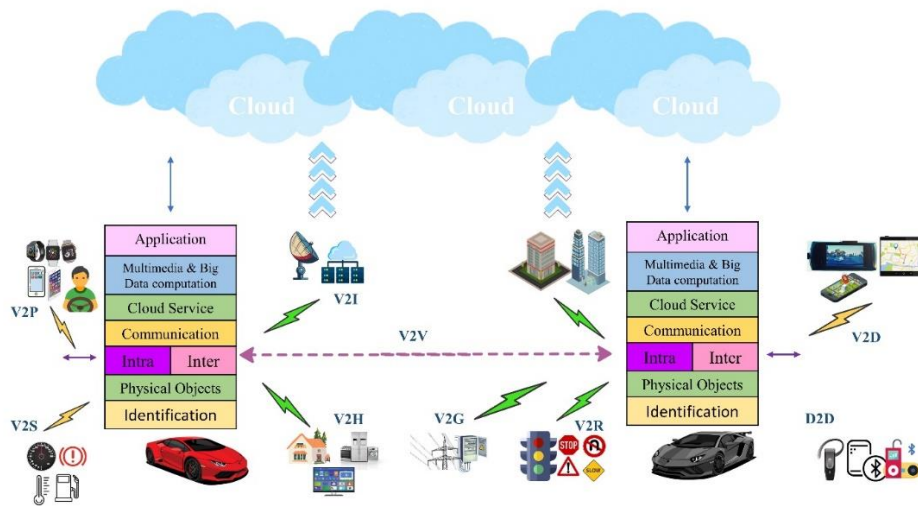 Cloud
Cloud
Cloud
Application
Multimedia & Big
Data computation
Cloud Service
Communication
Intra
Inter
Physical Objects
Identification
V2P
V2S
V2I
V2V
V2H
V2G
V2R
STOP
SLOW
Application
Multimedia & Big
Data computation
Cloud Service
Communication
Intra
Inter
Physical Objects
Identification
V2D
D2D